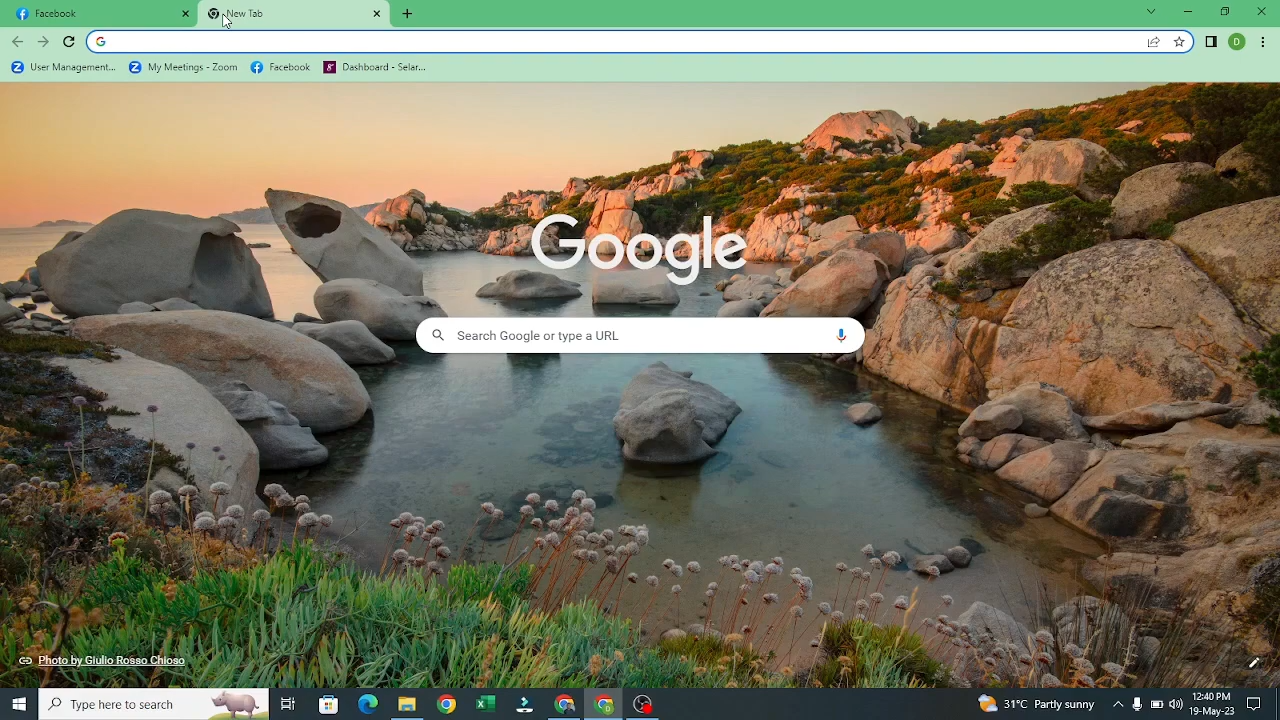 Facebook
New Tab
User Management...
My Meetings - Zoom
Facebook
Dashboard - Selar...
D
Google
Search Google or type a URL
Photo by Giulio Rosso Chioso
Type here to search
31°C Partly sunny
12:40 PM
19-May-23